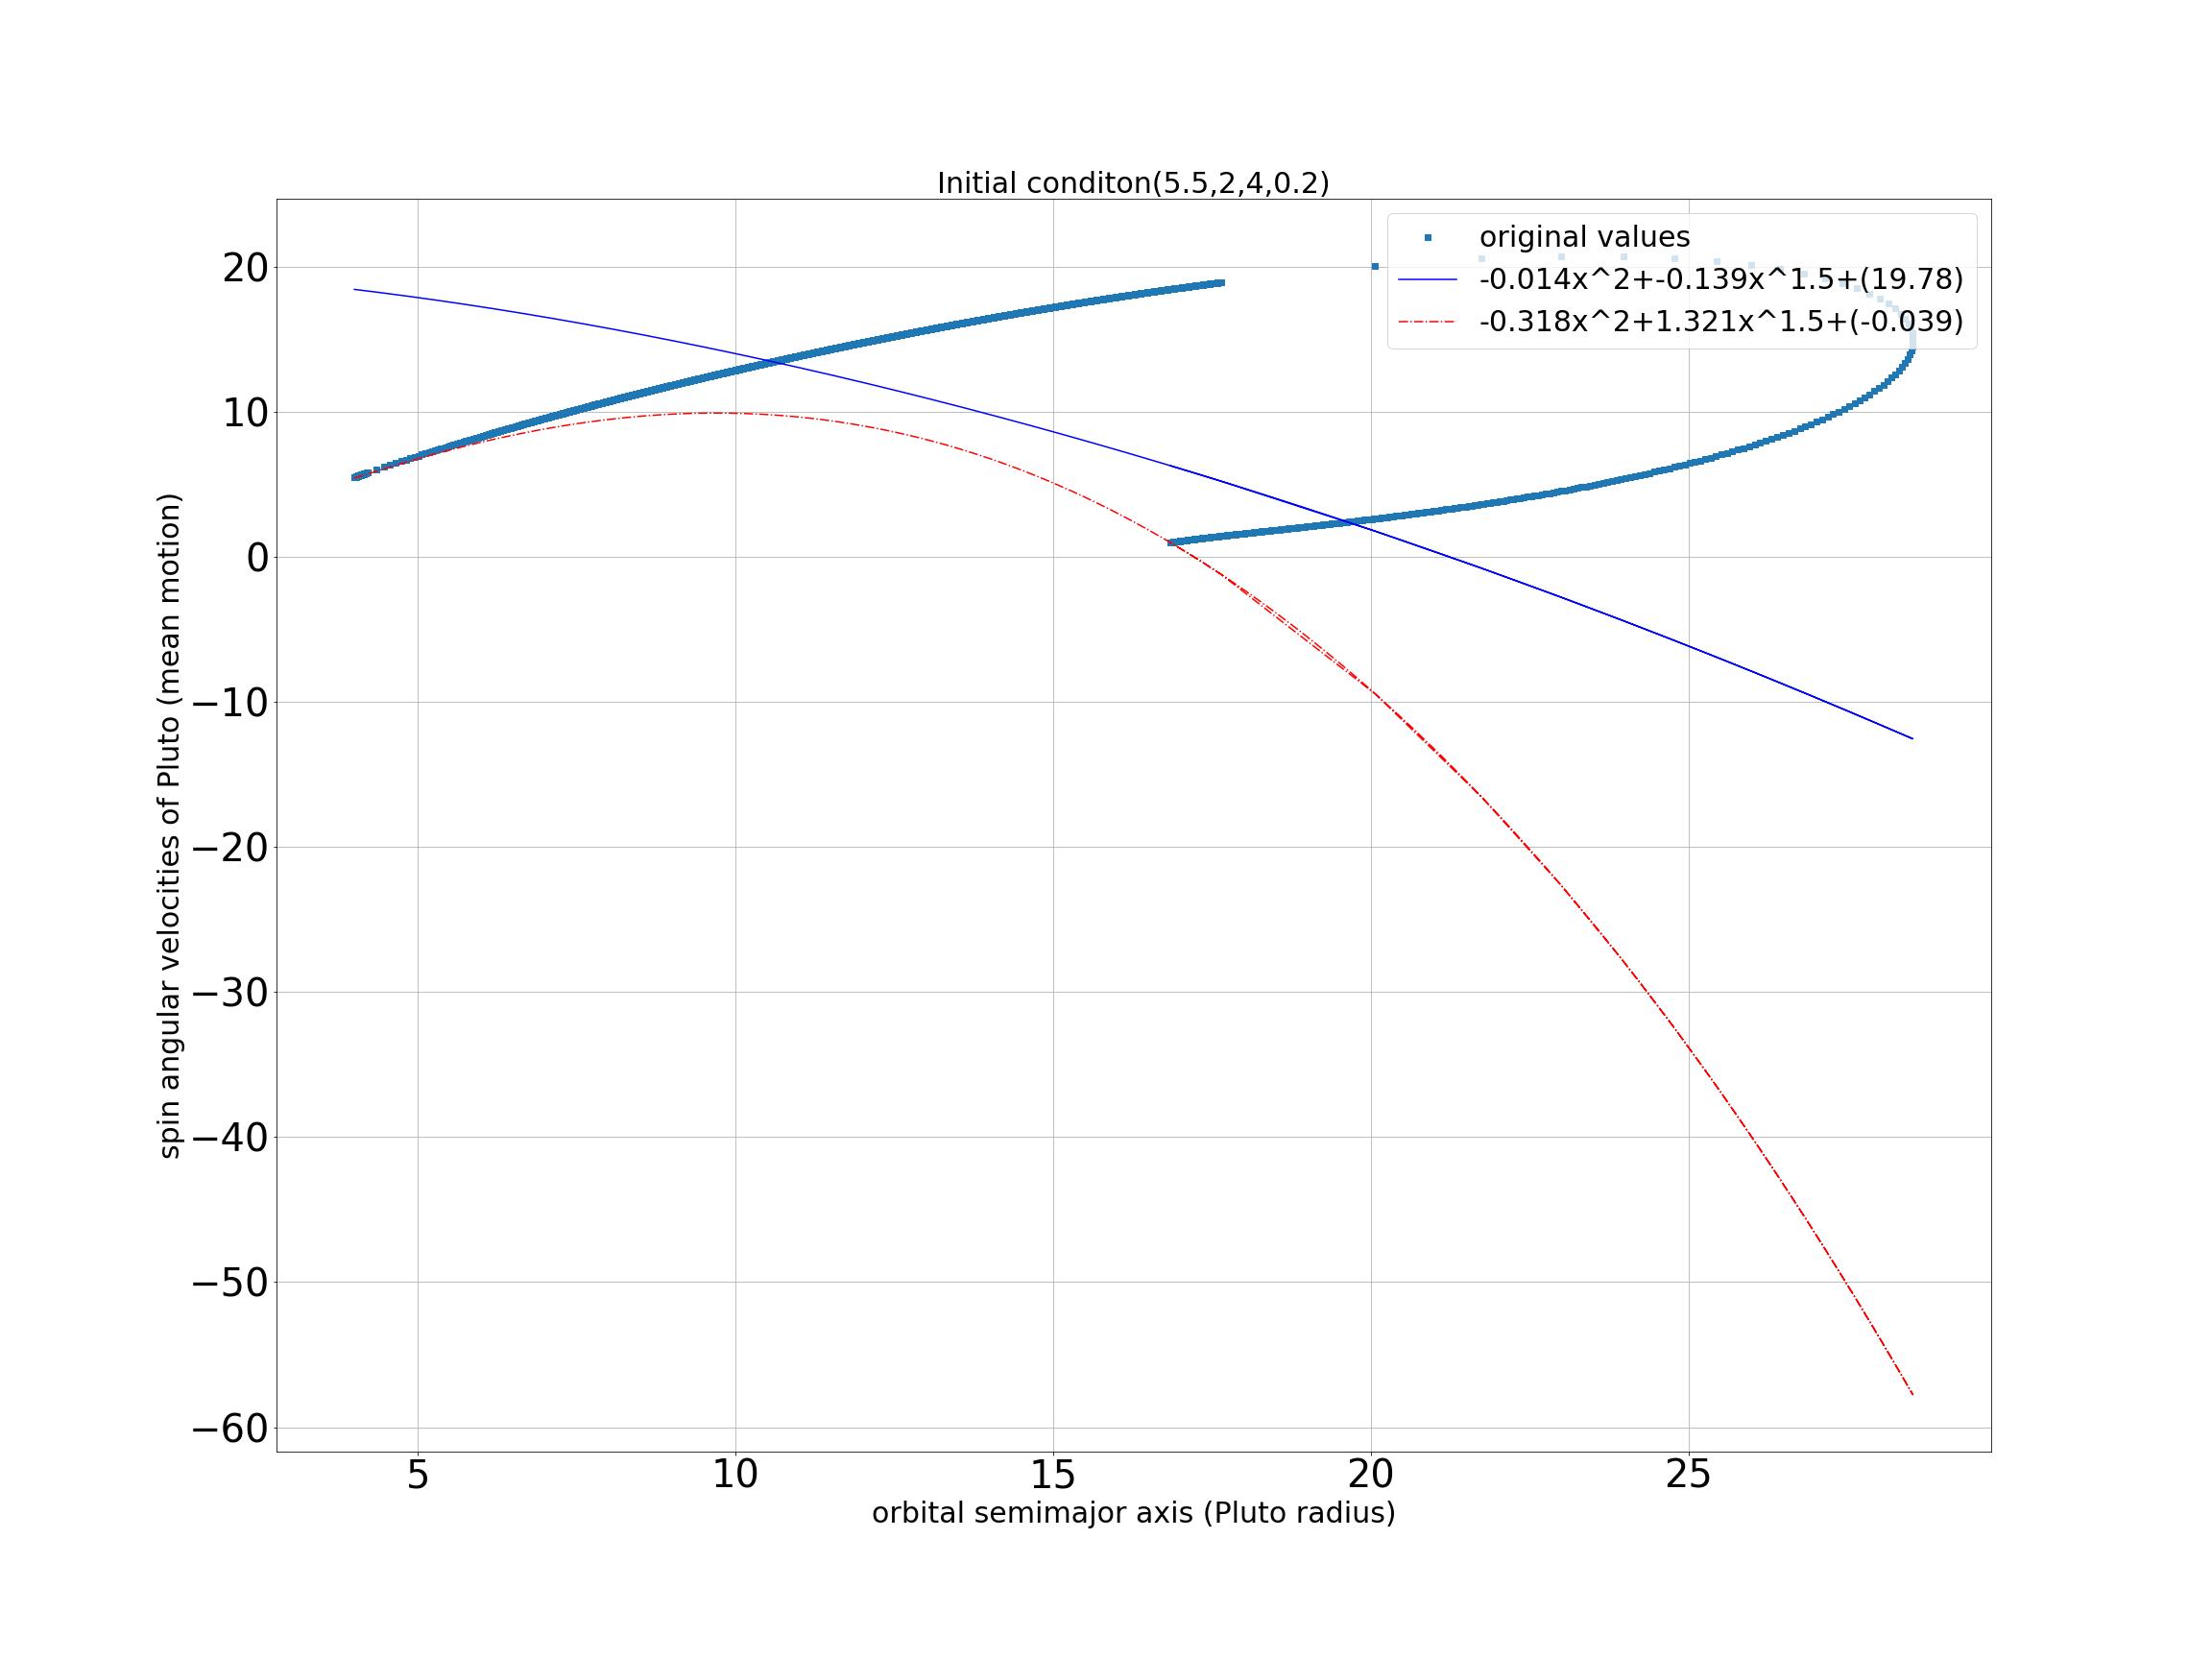 Initial conditon(5.5,2,4,0.2)
original values
-0.014x^2+-0.139x^1.5+(19.78)
-0.318x^2+1.321x^1.5+(-0.039)
spin angular velocities of Pluto (mean motion)
20
10
0
−10
−20
−30
−40
−50
−60
5 10 15 20 25
orbital semimajor axis (Pluto radius)